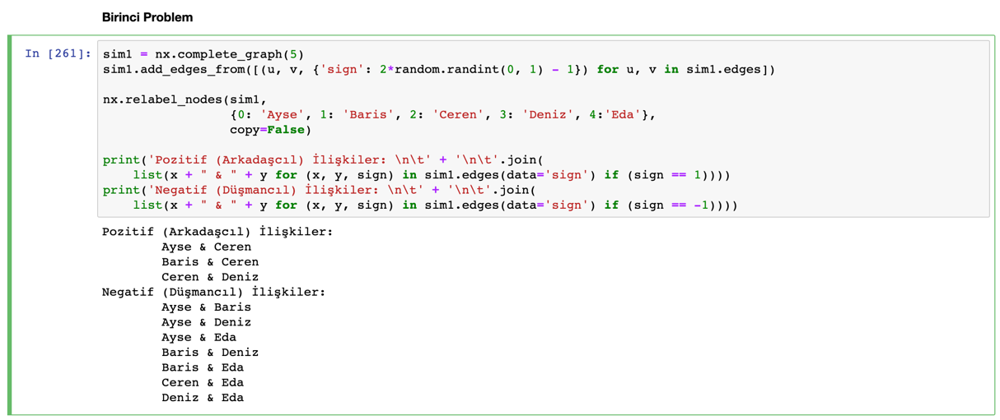 Birinci Problem
In [261]: sim1 = nx.complete_graph(5)
sim1.add_edges_from([(u, v, {'sign': 2*random.randint(0, 1) - 1}) for u, v in sim1.edges])
nx.relabel_nodes(sim1,
{0: 'Ayse', 1: 'Baris', 2: 'Ceren', 3: 'Deniz', 4:'Eda'},
copy=False)
print('Pozitif (Arkadaşcıl) İlişkiler: \n\t' + '\n\t'.join(
list(x + " & " + y for (x, y, sign) in sim1.edges(data='sign') if (sign == 1))))
print('Negatif (Düşmancıl) İlişkiler: \n\t' + '\n\t'.join(
list(x + " & " + y for (x, y, sign) in sim1.edges(data='sign') if (sign == -1))))
Pozitif (Arkadaşcıl) İlişkiler:
Ayse & Ceren
Baris & Ceren
Ceren & Deniz
Negatif (Düşmancıl) İlişkiler:
Ayse & Baris
Ayse & Deniz
Ayse & Eda
Baris & Deniz
Baris & Eda
Ceren & Eda
Deniz & Eda